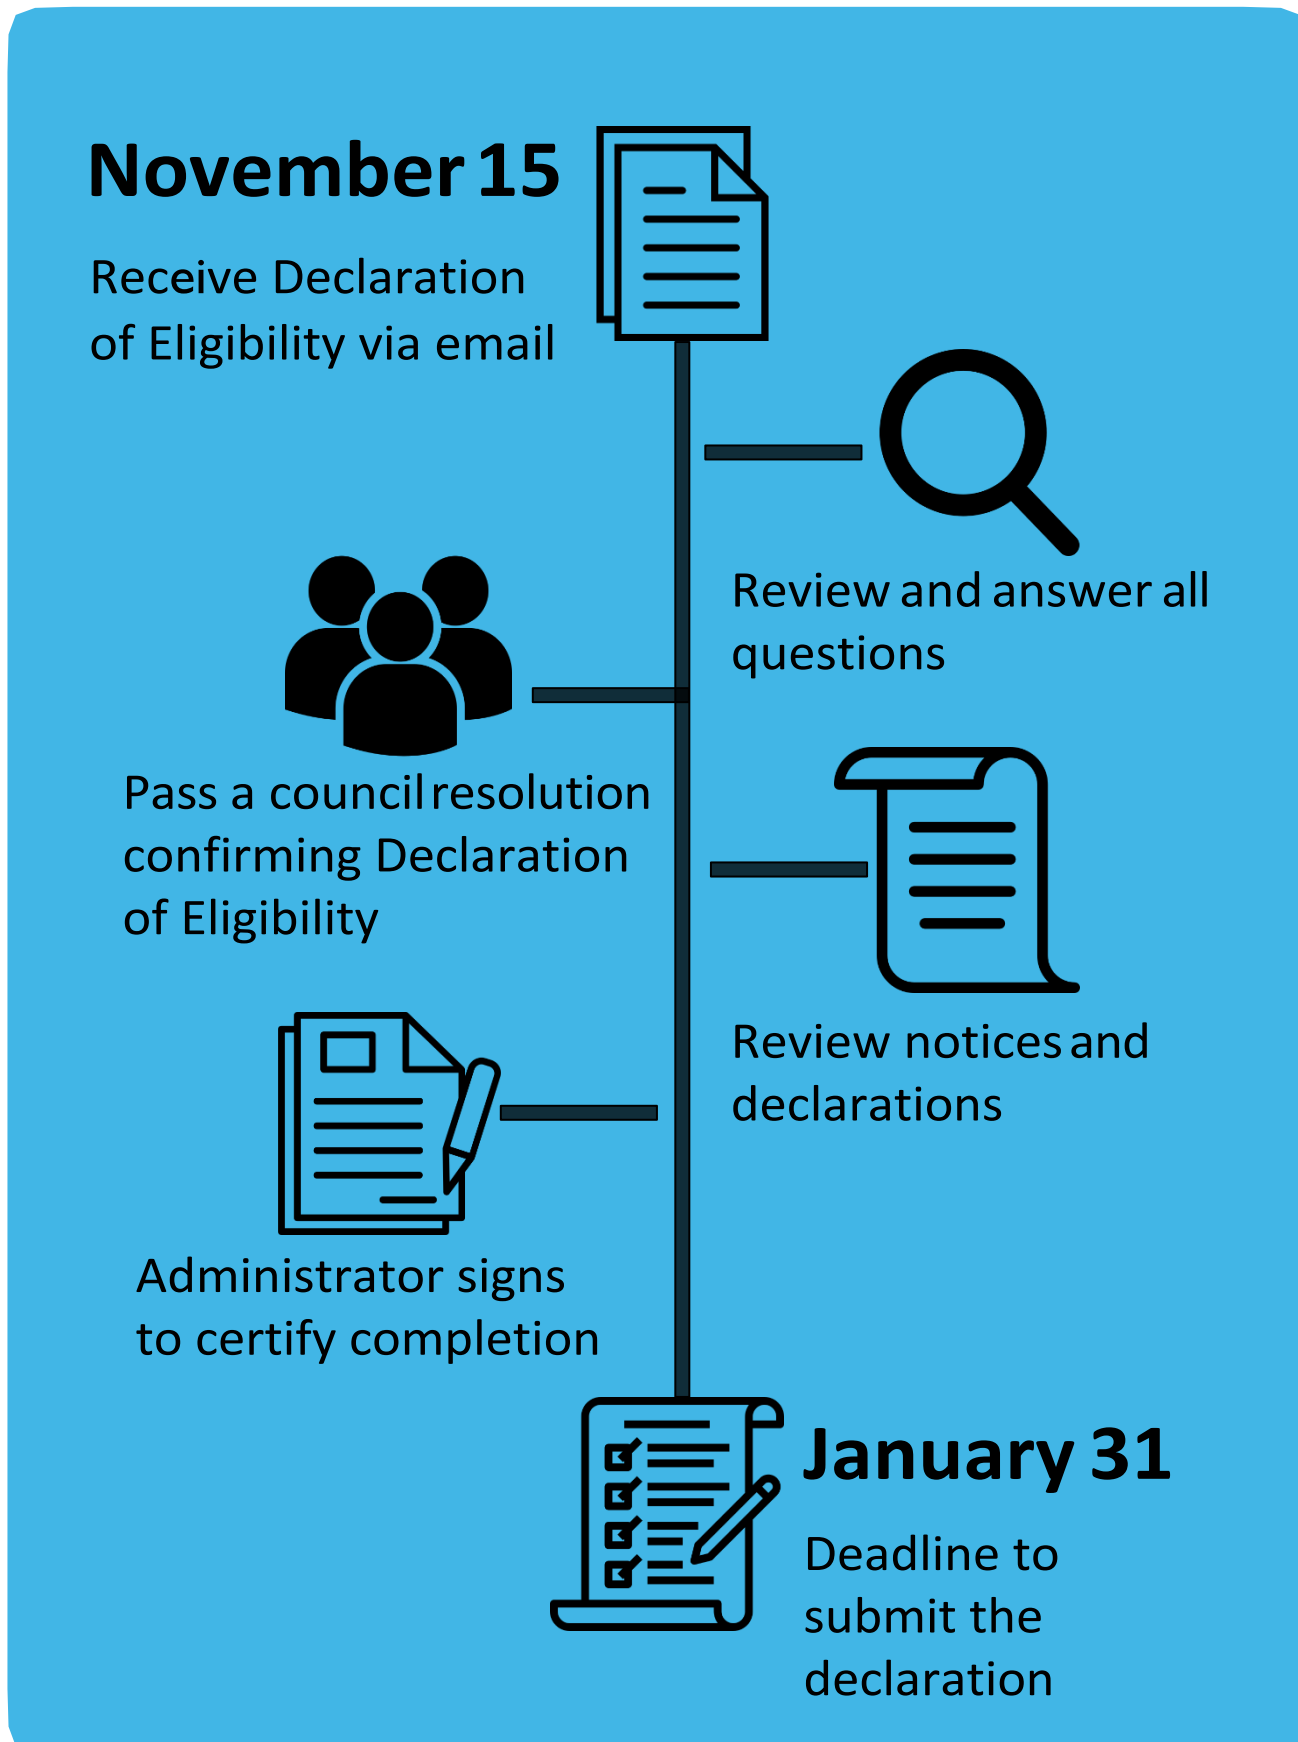 November 15
Receive Declaration
of Eligibility via email
Review and answer all
questions
Pass a council resolution
confirming Declaration
of Eligibility
Review notices and
declarations
Administrator signs
to certify completion
January 31
Deadline to
submit the
declaration